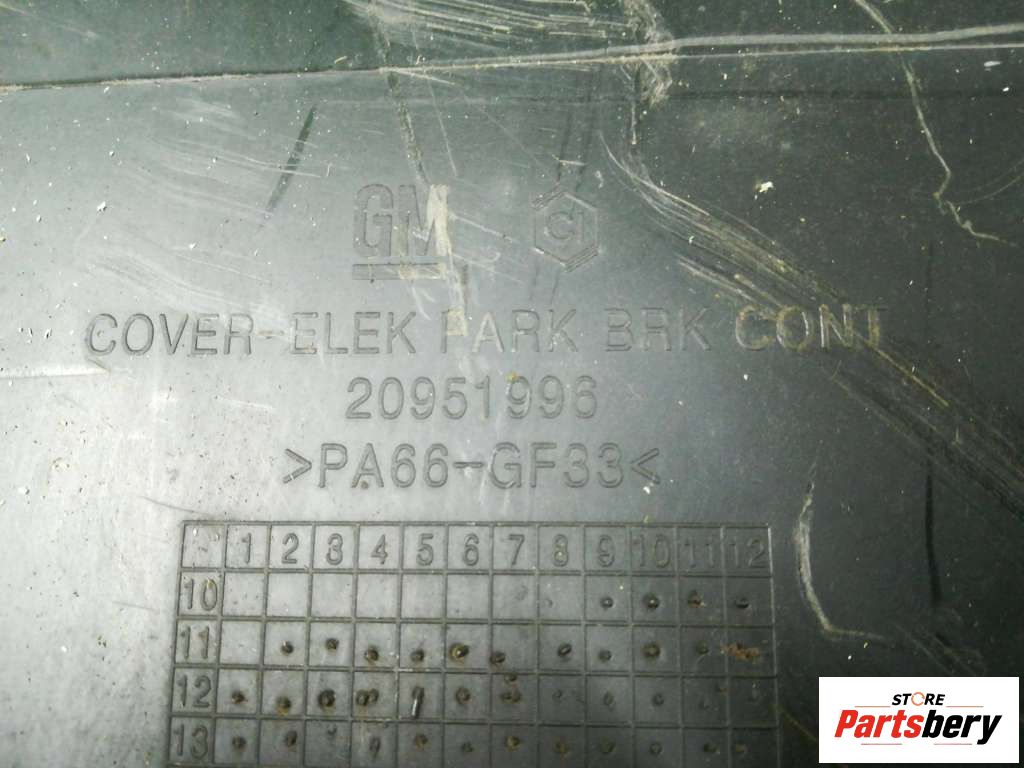 GM CI
COVER-ELEK PARK BRK CONT
20951996
>PA66-GF33<
1 2 3 4 5 6 7 8 9 10 11 12
10
11
12
13
STORE
Partsbery